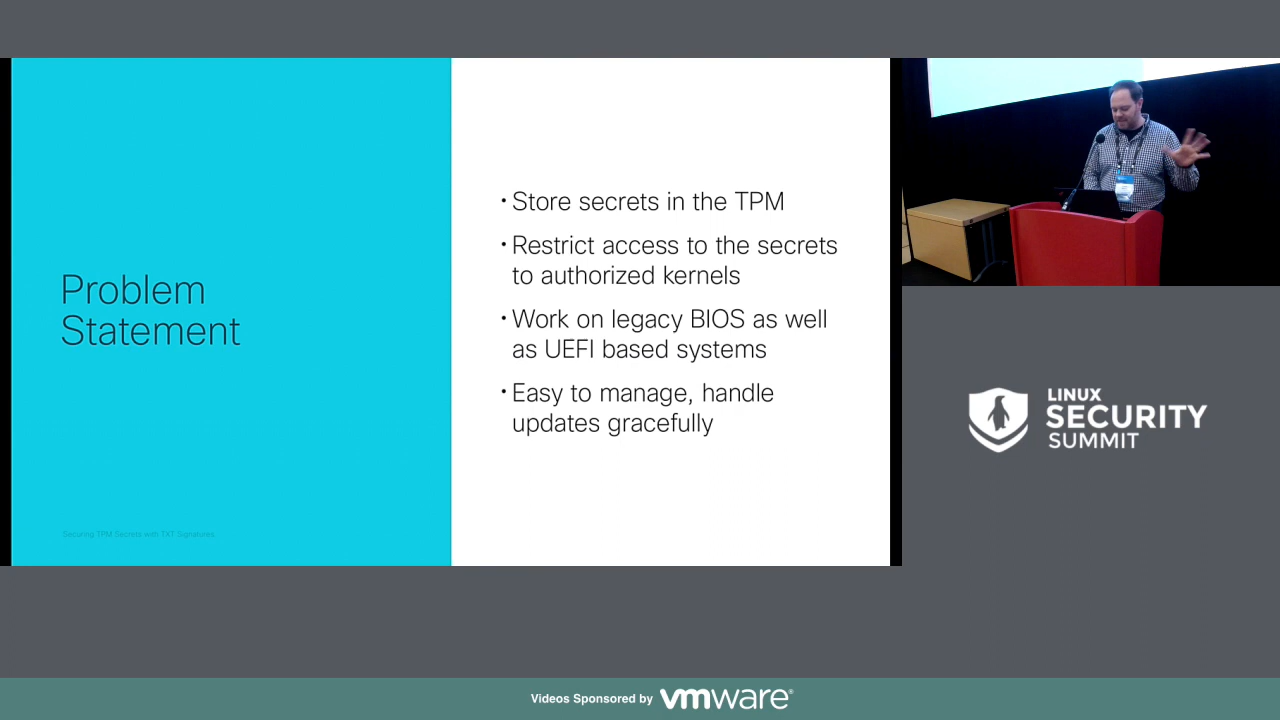 Problem
Statement
• Store secrets in the TPM
• Restrict access to the secrets
to authorized kernels
• Work on legacy BIOS as well
as UEFI based systems
• Easy to manage, handle
updates gracefully
Securing TPM Secrets with TXT Signatures
LINUX
SECURITY
SUMMIT
Videos Sponsored by vmware®